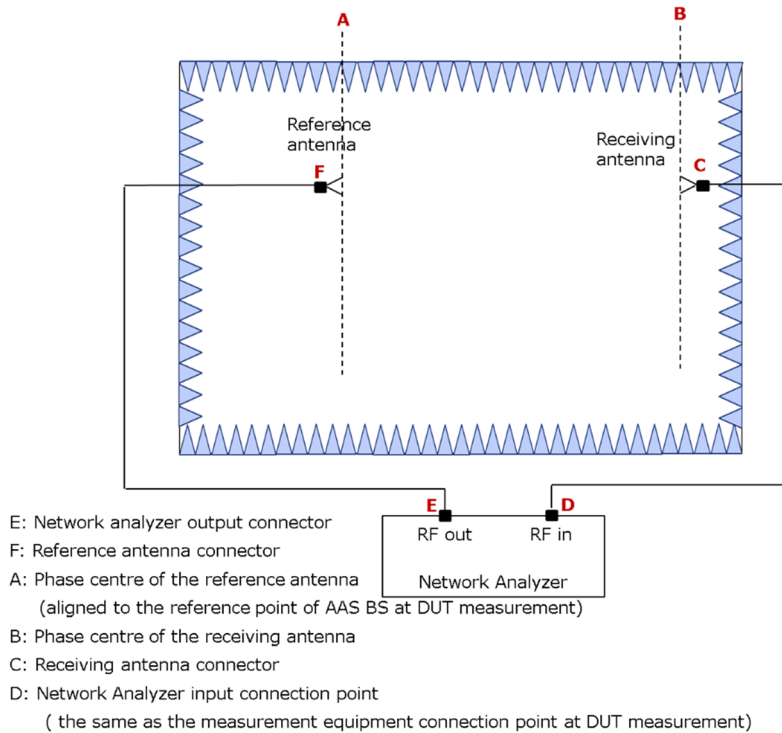 A
B
Reference
antenna
Receiving
antenna
F
C
E
D
RF out
RF in
Network Analyzer
E: Network analyzer output connector
F: Reference antenna connector
A: Phase centre of the reference antenna
(aligned to the reference point of AAS BS at DUT measurement)
B: Phase centre of the receiving antenna
C: Receiving antenna connector
D: Network Analyzer input connection point
( the same as the measurement equipment connection point at DUT measurement)